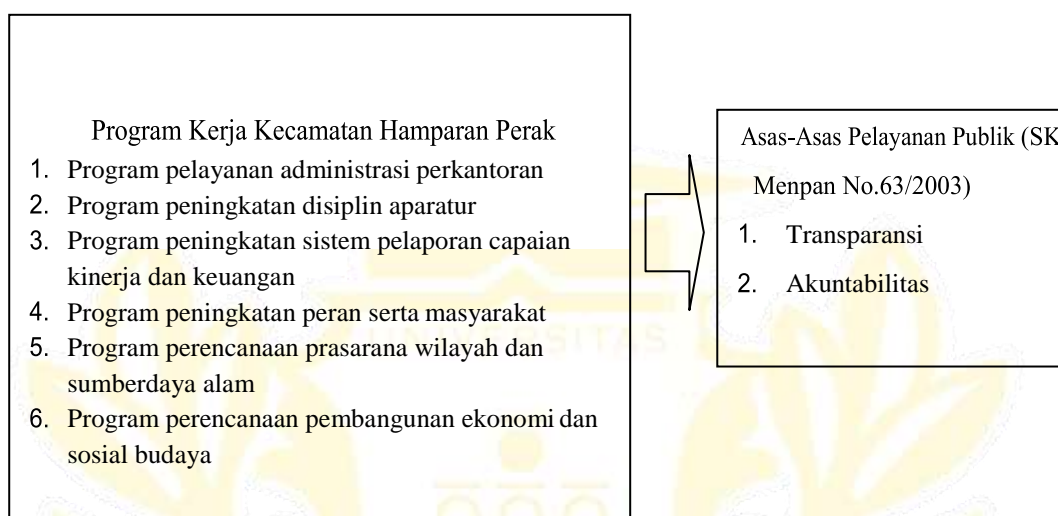 Program Kerja Kecamatan Hamparan Perak
1. Program pelayanan administrasi perkantoran
2. Program peningkatan disiplin aparatur
3. Program peningkatan sistem pelaporan capaian
kinerja dan keuangan
4. Program peningkatan peran serta masyarakat
5. Program perencanaan prasarana wilayah dan
sumberdaya alam
6. Program perencanaan pembangunan ekonomi dan
sosial budaya
Asas-Asas Pelayanan Publik (SK
Menpan No.63/2003)
1. Transparansi
2. Akuntabilitas
UNIVERSITAS